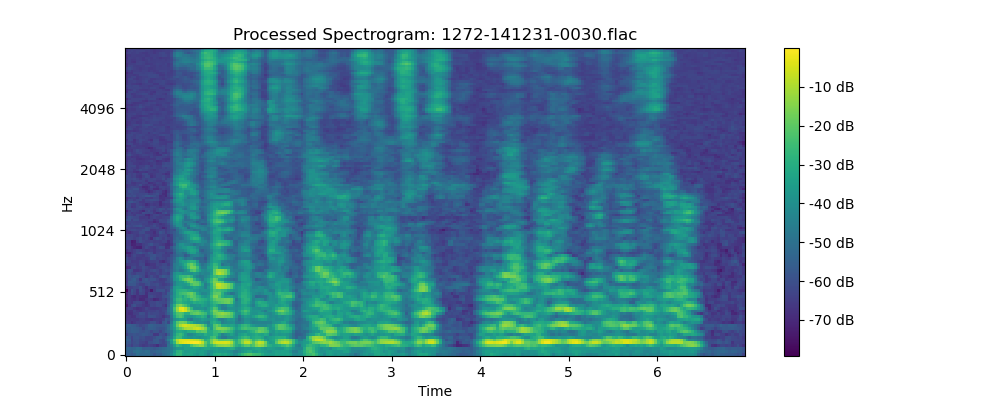 Processed Spectrogram: 1272-141231-0030.flac
Hz
4096
2048
1024
512
0
0 1 2 3 4 5 6
Time
-10 dB
-20 dB
-30 dB
-40 dB
-50 dB
-60 dB
-70 dB